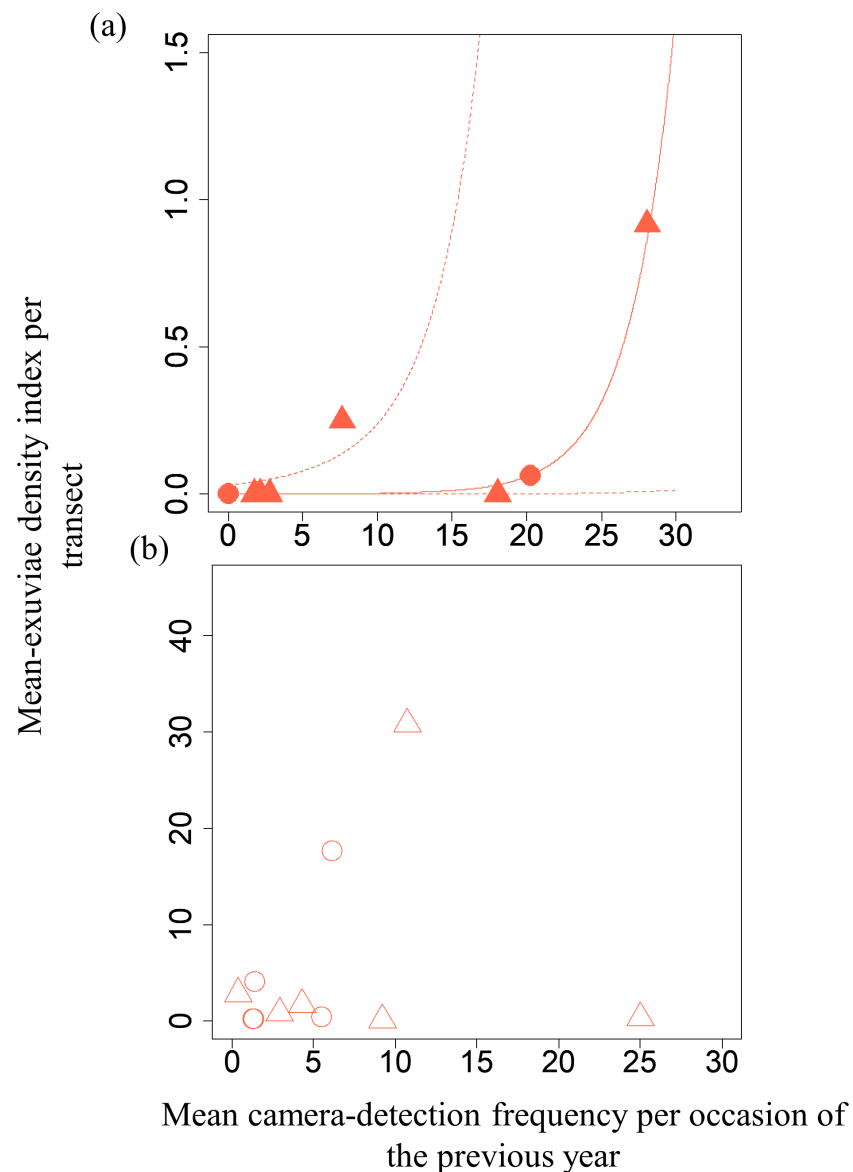 (a)
1.5
1.0
0.5
0.0
0 5 10 15 20 25 30
(b)
40
30
20
10
0
0 5 10 15 20 25 30
Mean-exuviae density index per
transect
Mean camera-detection frequency per occasion of
the previous year